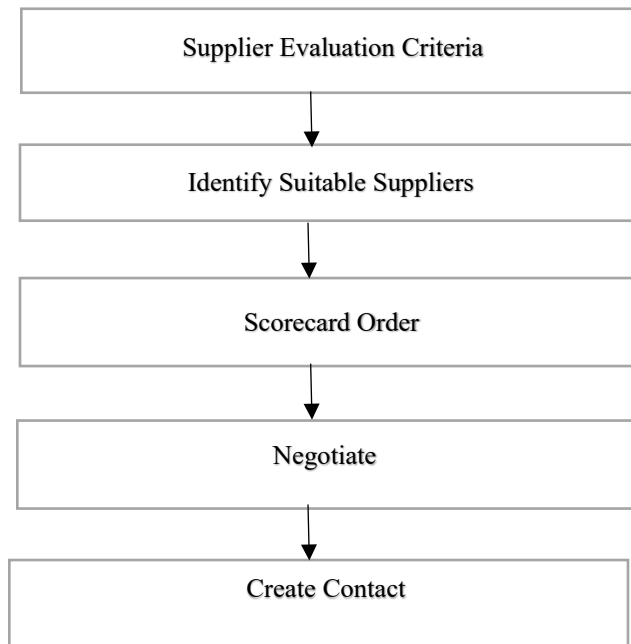 Supplier Evaluation Criteria
Identify Suitable Suppliers
Scorecard Order
Negotiate
Create Contact